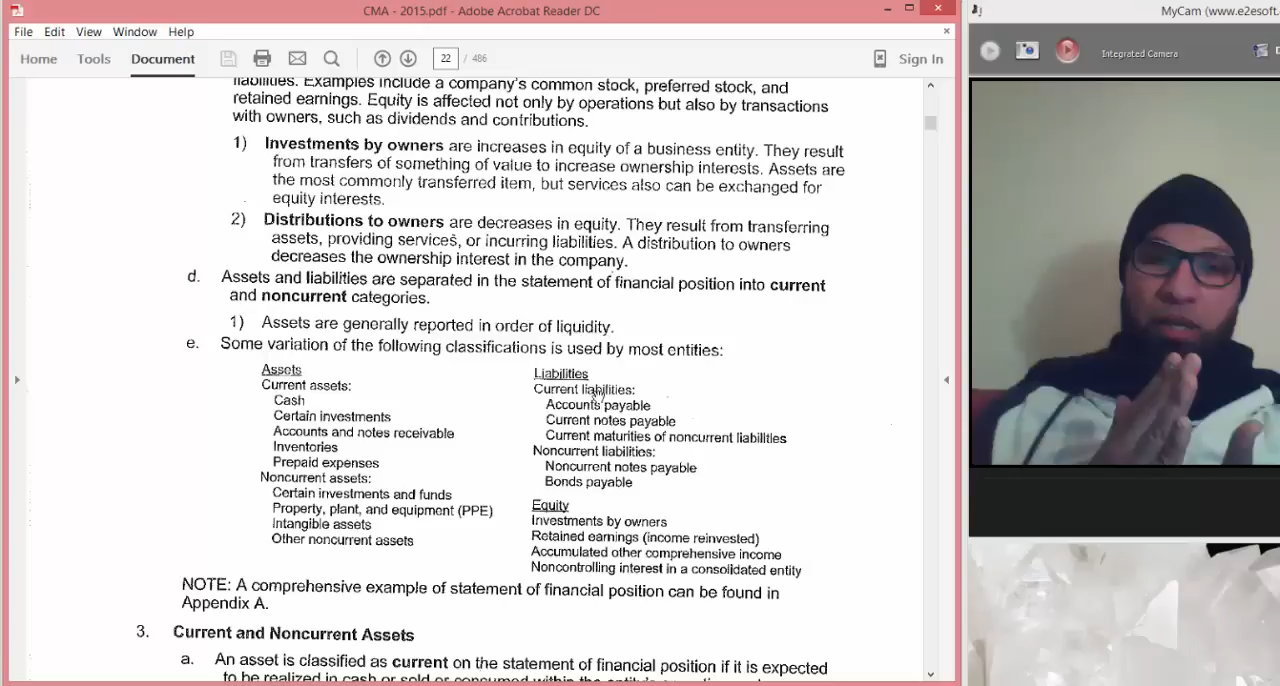 CMA - 2015.pdf - Adobe Acrobat Reader DC
MyCam (www.e2esoft.
File Edit View Window Help
Home Tools Document 22 / 486 Sign In
Integrated Camera
liabilities. Examples include a company's common stock, preferred stock, and
retained earnings. Equity is affected not only by operations but also by transactions
with owners, such as dividends and contributions.
1) Investments by owners are increases in equity of a business entity. They result
from transfers of something of value to increase ownership interests. Assets are
the most commonly transferred item, but services also can be exchanged for
equity interests.
2) Distributions to owners are decreases in equity. They result from transferring
assets, providing services, or incurring liabilities. A distribution to owners
decreases the ownership interest in the company.
d. Assets and liabilities are separated in the statement of financial position into current
and noncurrent categories.
1) Assets are generally reported in order of liquidity.
e. Some variation of the following classifications is used by most entities:
Assets
Current assets:
Cash
Certain investments
Accounts and notes receivable
Inventories
Prepaid expenses
Noncurrent assets:
Certain investments and funds
Property, plant, and equipment (PPE)
Intangible assets
Other noncurrent assets
Liabilities
Current liabilities:
Accounts payable
Current notes payable
Current maturities of noncurrent liabilities
Noncurrent liabilities:
Noncurrent notes payable
Bonds payable
Equity
Investments by owners
Retained earnings (income reinvested)
Accumulated other comprehensive income
Noncontrolling interest in a consolidated entity
NOTE: A comprehensive example of statement of financial position can be found in
Appendix A.
3. Current and Noncurrent Assets
a. An asset is classified as current on the statement of financial position if it is expected
to be realized in cash or sold or consumed within the entity's